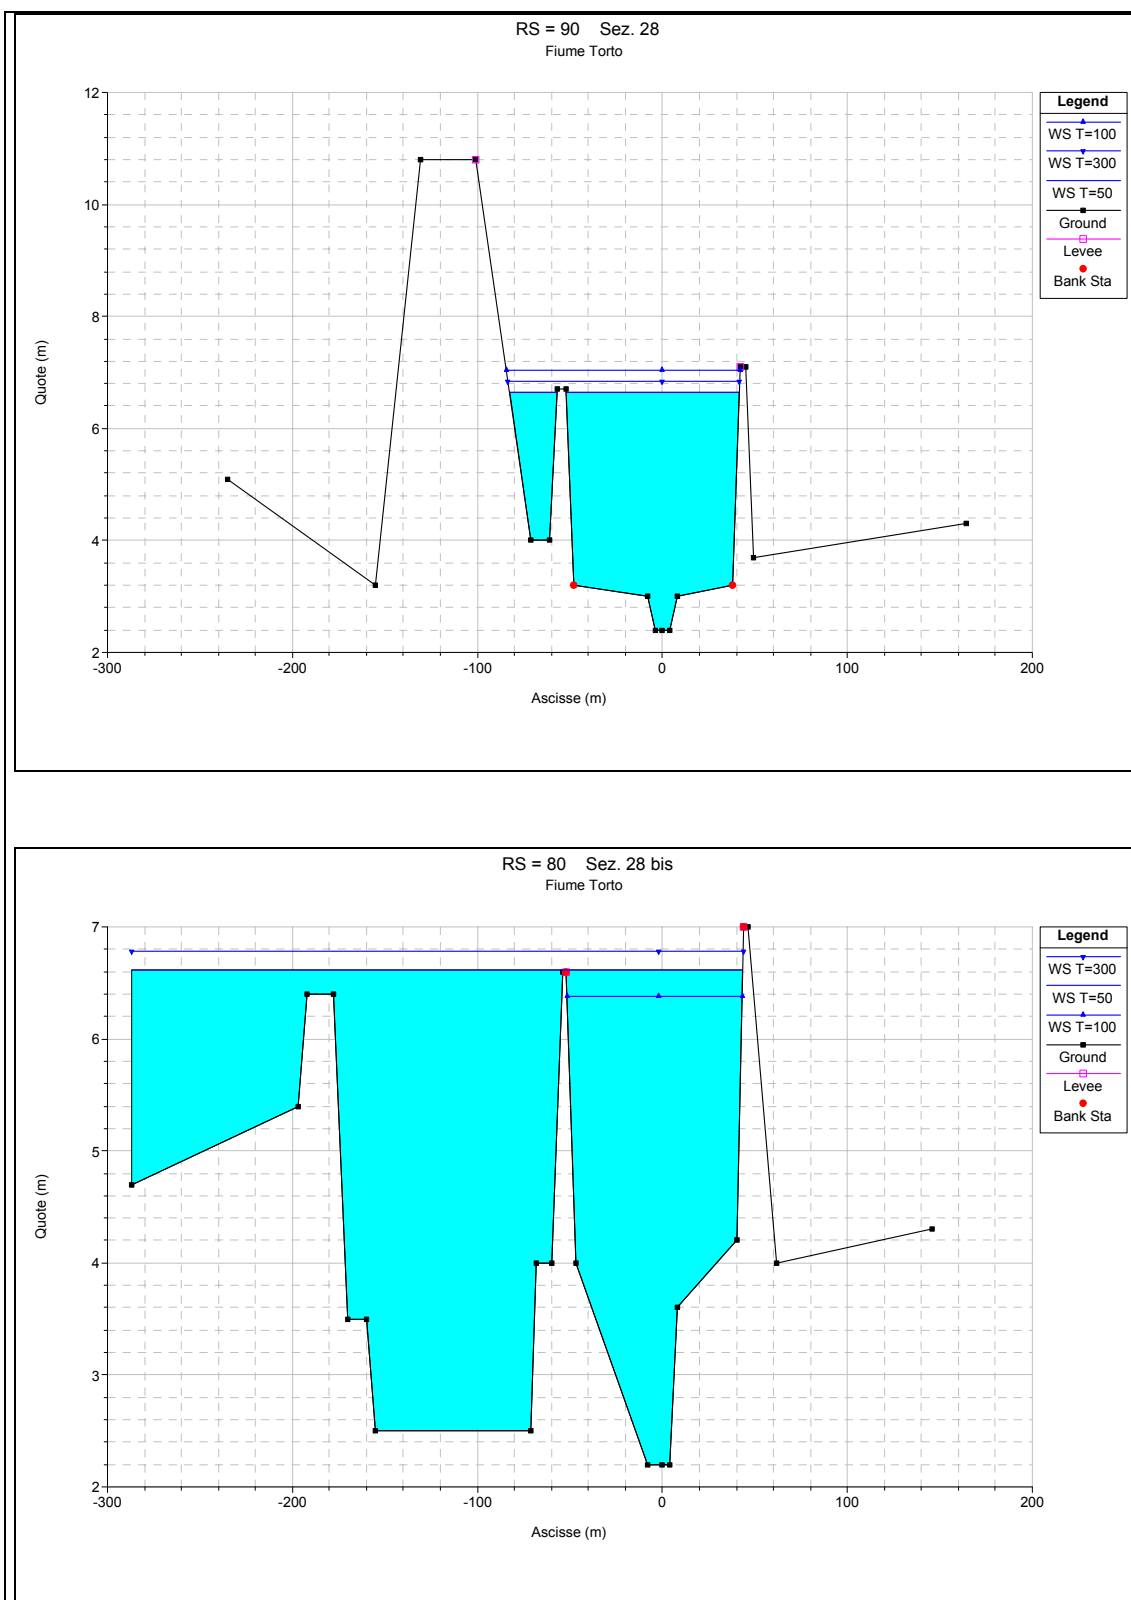 RS = 90 Sez. 28
Fiume Torto
12
10
8
6
4
2
Quote (m)
-300
-200
-100
0
100
200
Ascisse (m)
Legend
WS T=100
WS T=300
WS T=50
Ground
Levee
Bank Sta
RS = 80 Sez. 28 bis
Fiume Torto
7
6
5
4
3
2
Quote (m)
-300
-200
-100
0
100
200
Ascisse (m)
Legend
WS T=300
WS T=50
WS T=100
Ground
Levee
Bank Sta